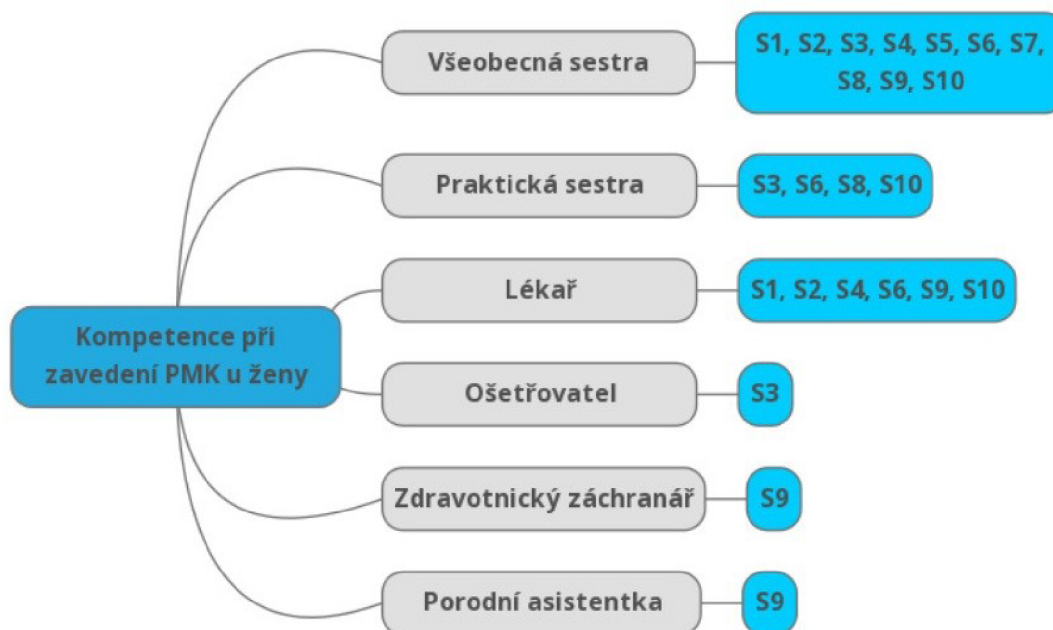 Kompetence při
zavedení PMK u ženy
Všeobecná sestra
S1, S2, S3, S4, S5, S6, S7,
S8, S9, S10
Praktická sestra
S3, S6, S8, S10
Lékař
S1, S2, S4, S6, S9, S10
Ošetřovatel
S3
Zdravotnický záchranář
S9
Porodní asistentka
S9